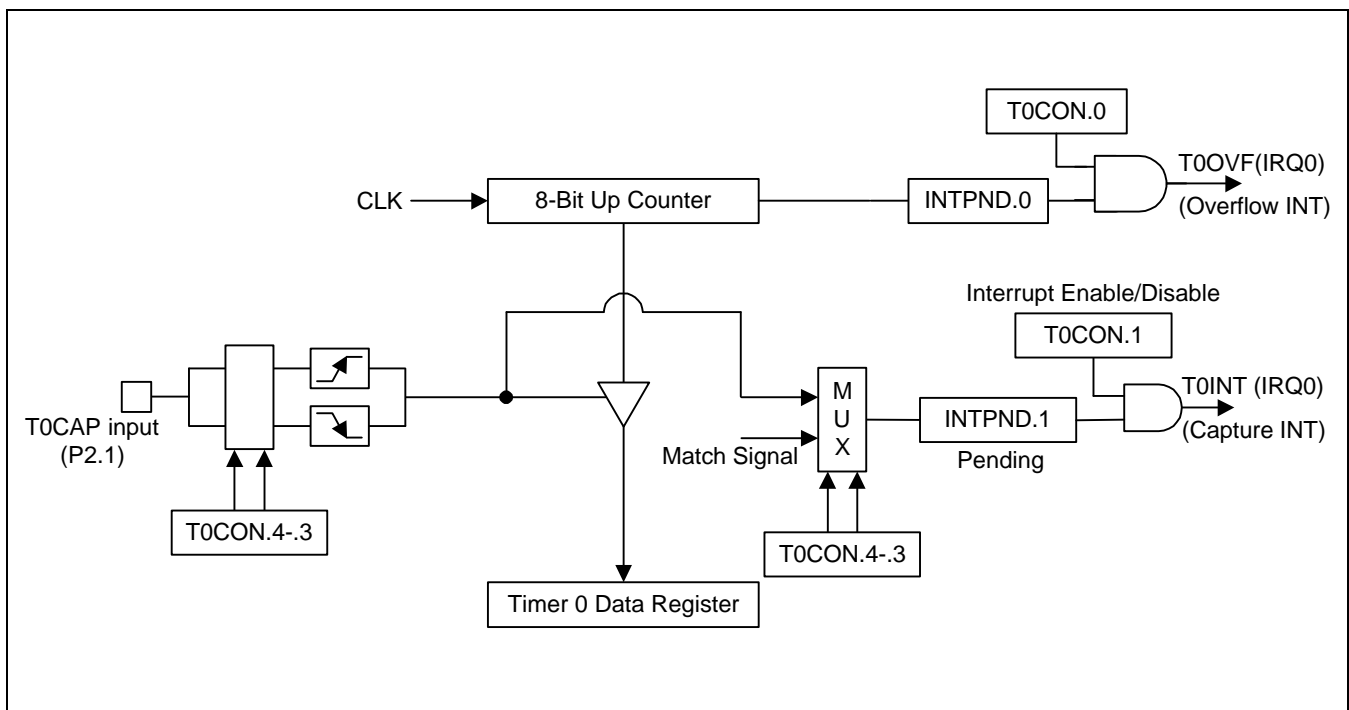 T0CON.0
T0OVF(IRQ0)
CLK
8-Bit Up Counter
INTPND.0
(Overflow INT)
Interrupt Enable/Disable
T0CON.1
T0INT (IRQ0)
M
U
X
INTPND.1
(Capture INT)
T0CAP input
(P2.1)
Match Signal
Pending
T0CON.4-.3
T0CON.4-.3
Timer 0 Data Register